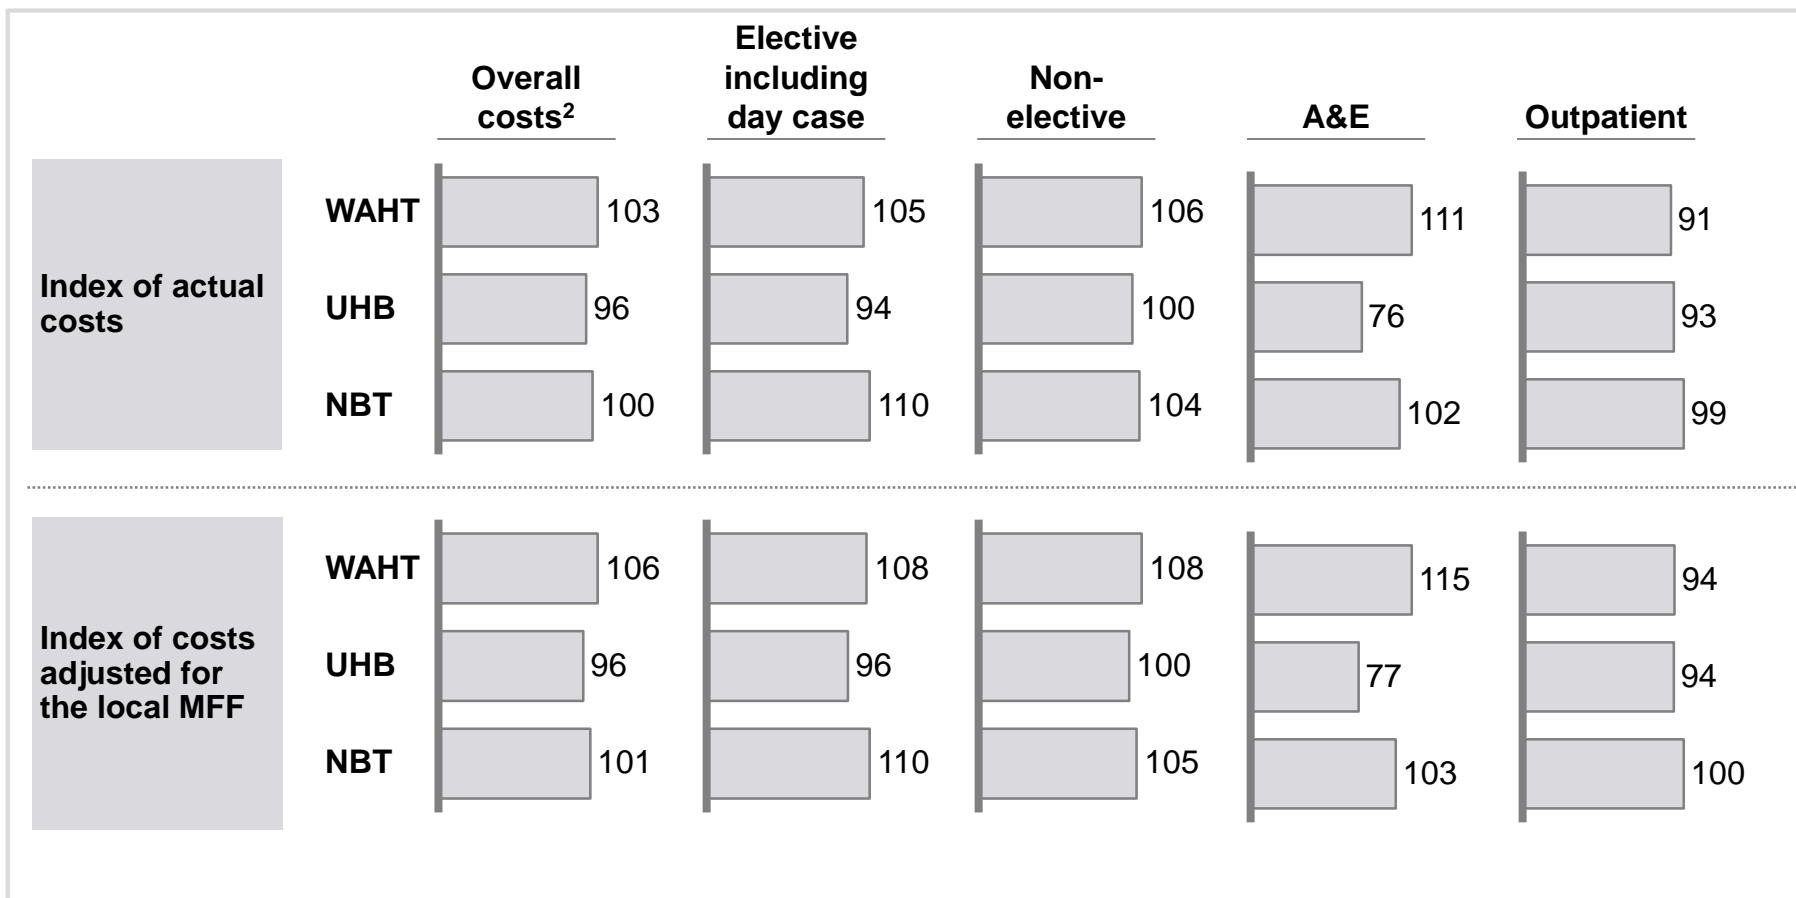 Overall
costs²
Elective
including
day case
Non-
elective
A&E
Outpatient
Index of actual
costs
WAHT 103 105 106 111 91
UHB 96 94 100 76 93
NBT 100 110 104 102 99
Index of costs
adjusted for
the local MFF
WAHT 106 108 108 115 94
UHB 96 96 100 77 94
NBT 101 110 105 103 100